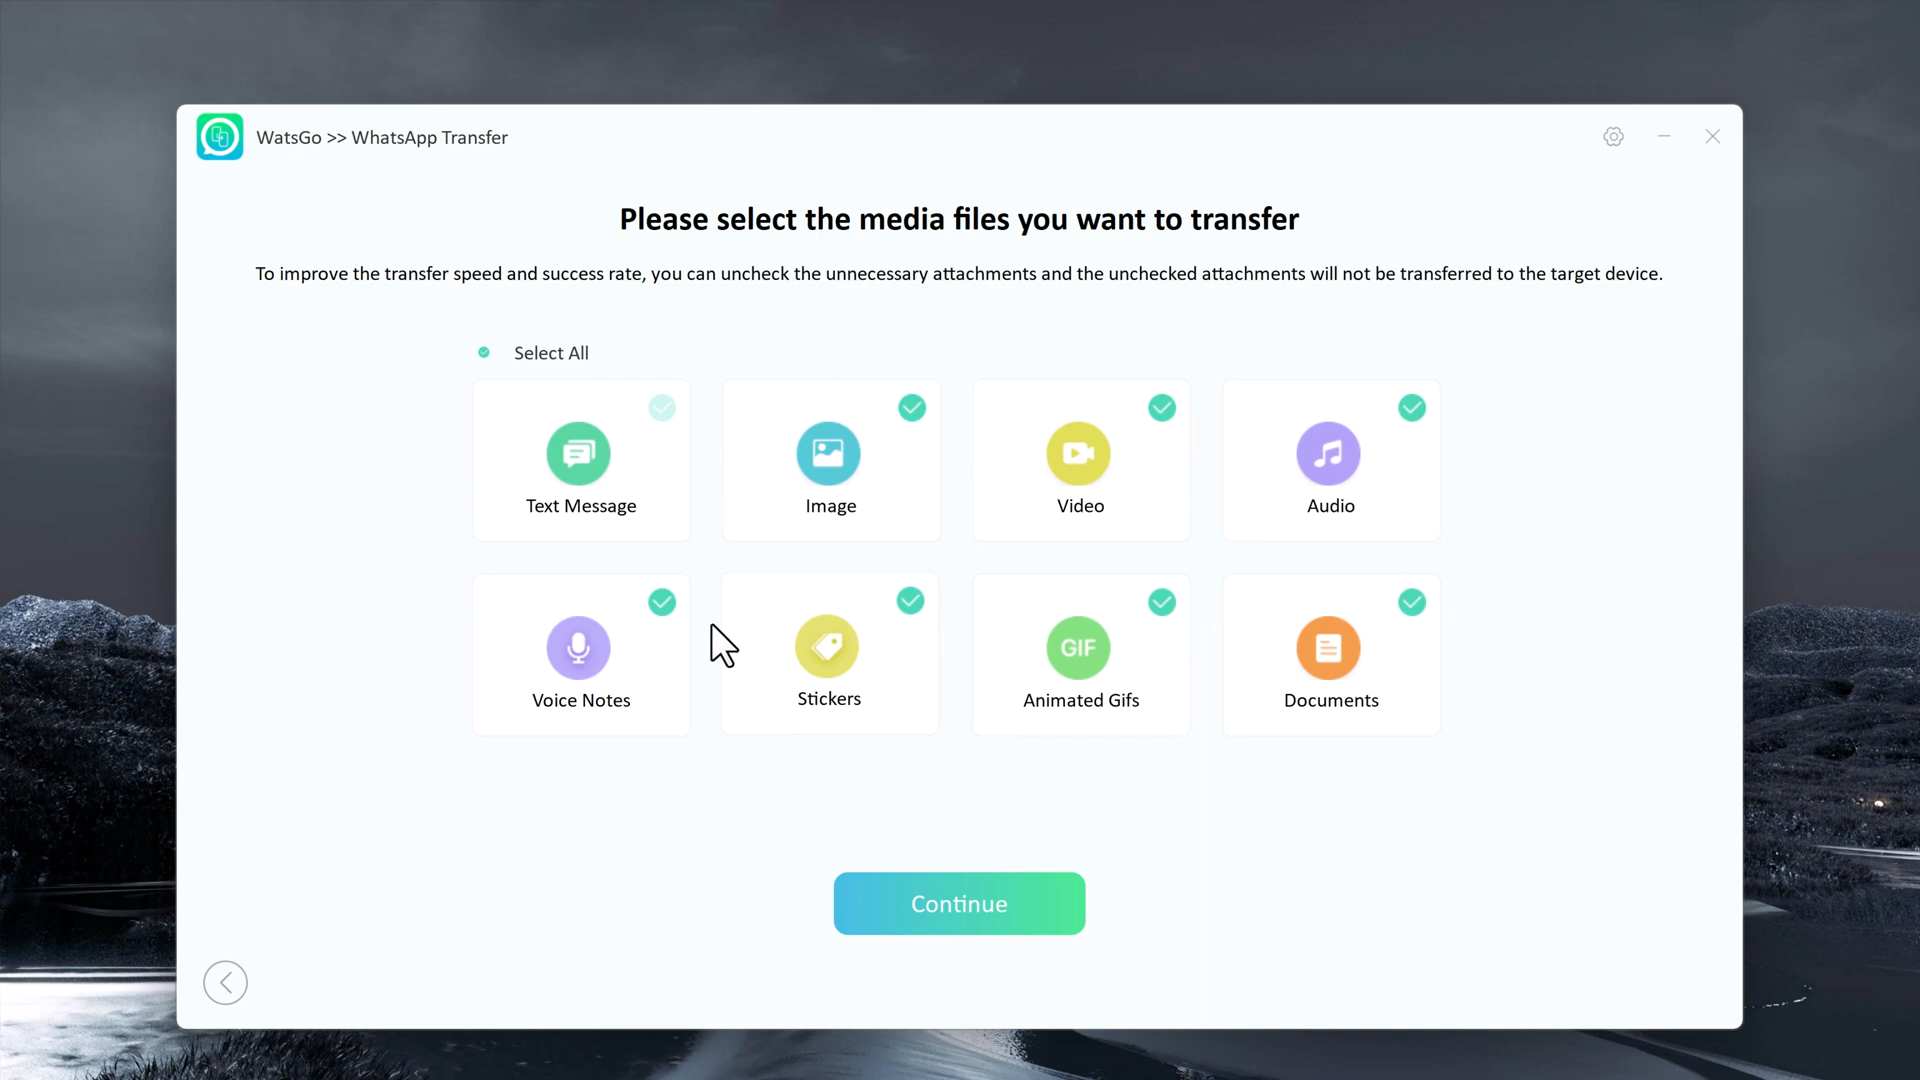 WatsGo >> WhatsApp Transfer
Please select the media files you want to transfer
To improve the transfer speed and success rate, you can uncheck the unnecessary attachments and the unchecked attachments will not be transferred to the target device.
Select All
Text Message
Image
Video
Audio
Voice Notes
Stickers
GIF
Animated Gifs
Documents
Continue